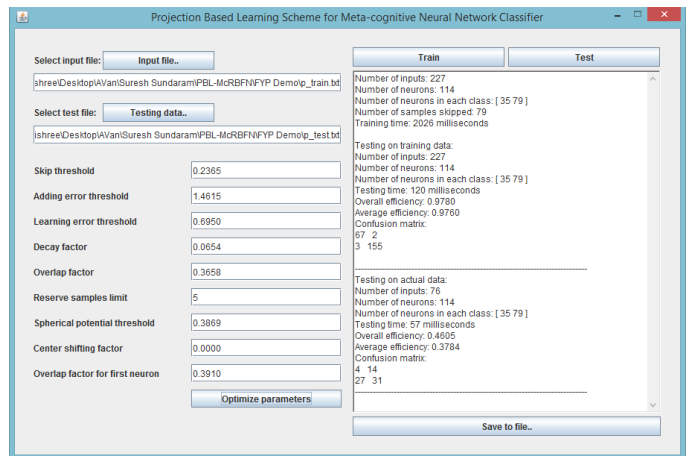 Projection Based Learning Scheme for Meta-cognitive Neural Network Classifier
Select input file: Input file..
shree\Desktop\AVan\Suresh Sundaram\PBL-McRBFN\FYP Demo\p_train.txt
Select test file: Testing data..
ishree\Desktop\AVan\Suresh Sundaram\PBL-McRBFN\FYP Demo\p_test.txt
Skip threshold 0.2365
Adding error threshold 1.4615
Learning error threshold 0.6950
Decay factor 0.0654
Overlap factor 0.3658
Reserve samples limit 5
Spherical potential threshold 0.3869
Center shifting factor 0.0000
Overlap factor for first neuron 0.3910
Optimize parameters
Train Test
Number of inputs: 227
Number of neurons: 114
Number of neurons in each class: [ 35 79 ]
Number of samples skipped: 79
Training time: 2026 milliseconds
Testing on training data:
Number of inputs: 227
Number of neurons: 114
Number of neurons in each class: [ 35 79 ]
Testing time: 120 milliseconds
Overall efficiency: 0.9780
Average efficiency: 0.9760
Confusion matrix:
67 2
3 155
Testing on actual data:
Number of inputs: 76
Number of neurons: 114
Number of neurons in each class: [ 35 79 ]
Testing time: 57 milliseconds
Overall efficiency: 0.4605
Average efficiency: 0.3784
Confusion matrix:
4 14
27 31
Save to file..